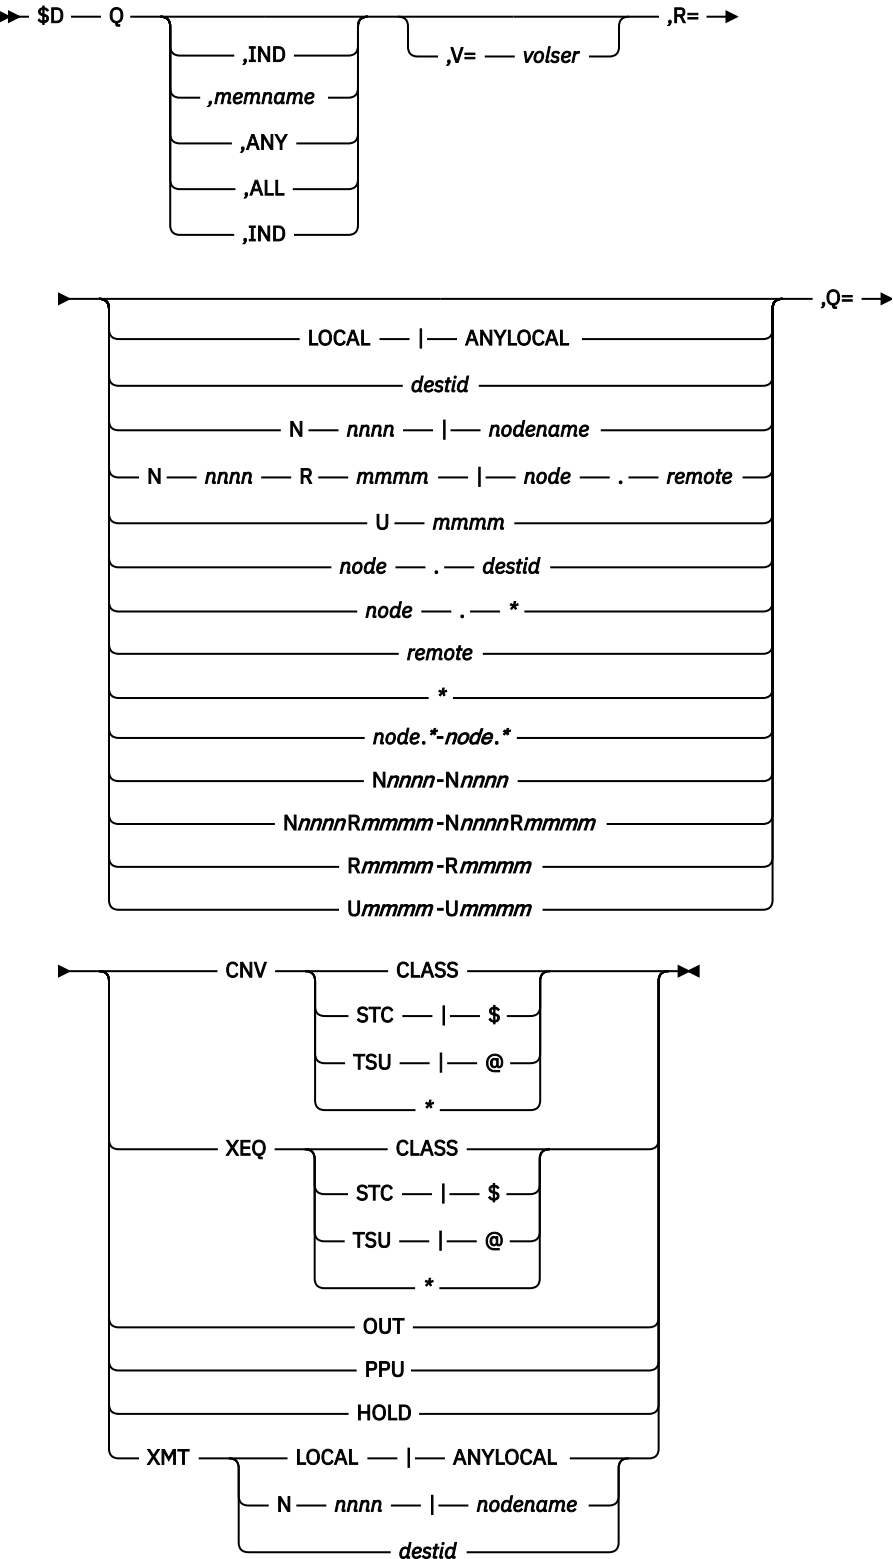 $D Q ,R=
,IND ,V= volser
,memname
,ANY
,ALL
,IND
,Q=
LOCAL | ANYLOCAL
destid
N nnnn | nodename
N nnnn R mmmm | node . remote
U mmmm
node . destid
node . *
remote
*
node.*-node.*
Nnnnn-Nnnnn
NnnnnRmmmm-NnnnnRmmmm
Rmmmm-Rmmmm
Ummmm-Ummmm
CNV CLASS
STC | $
TSU | @
*
XEQ CLASS
STC | $
TSU | @
*
OUT
PPU
HOLD
XMT LOCAL | ANYLOCAL
N nnnn | nodename
destid